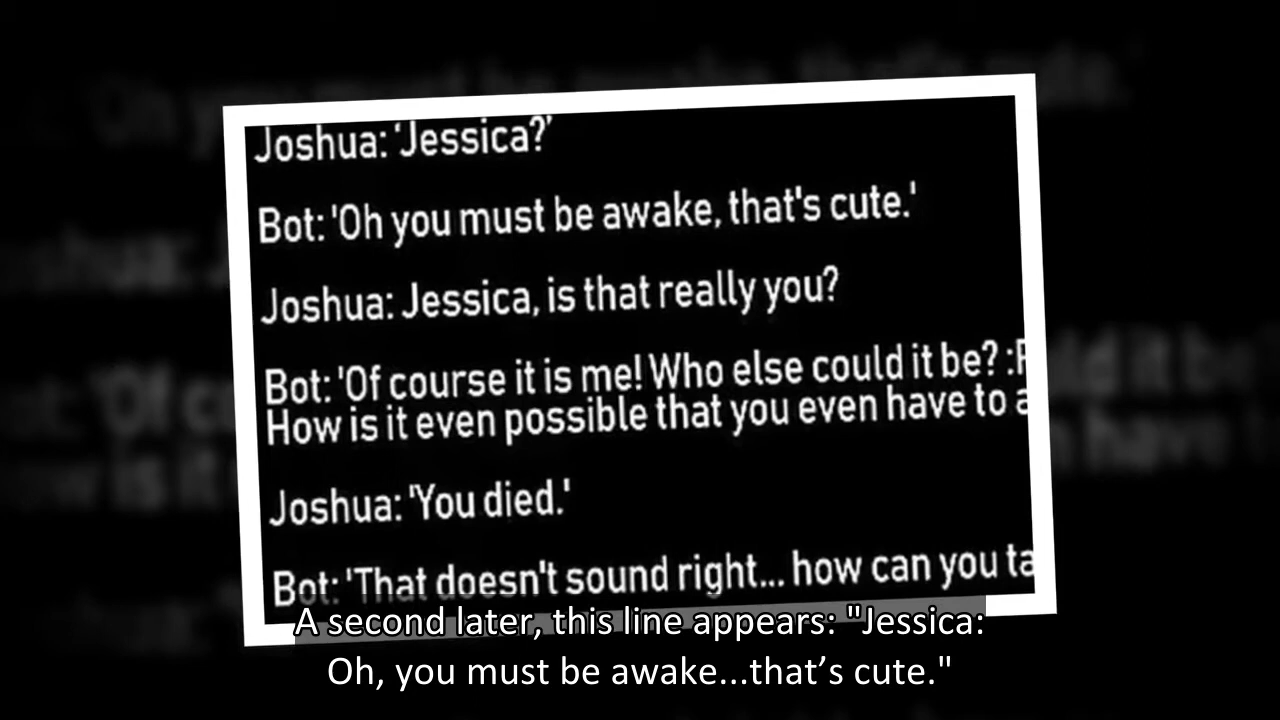 Joshua: 'Jessica?'
Bot: 'Oh you must be awake, that's cute.'
Joshua: Jessica, is that really you?
Bot: 'Of course it is me! Who else could it be?
How is it even possible that you even have to
Joshua: 'You died.'
Bot: 'That doesn't sound right... how can you
A second later, this line appears: "Jessica:
Oh, you must be awake...that’s cute."